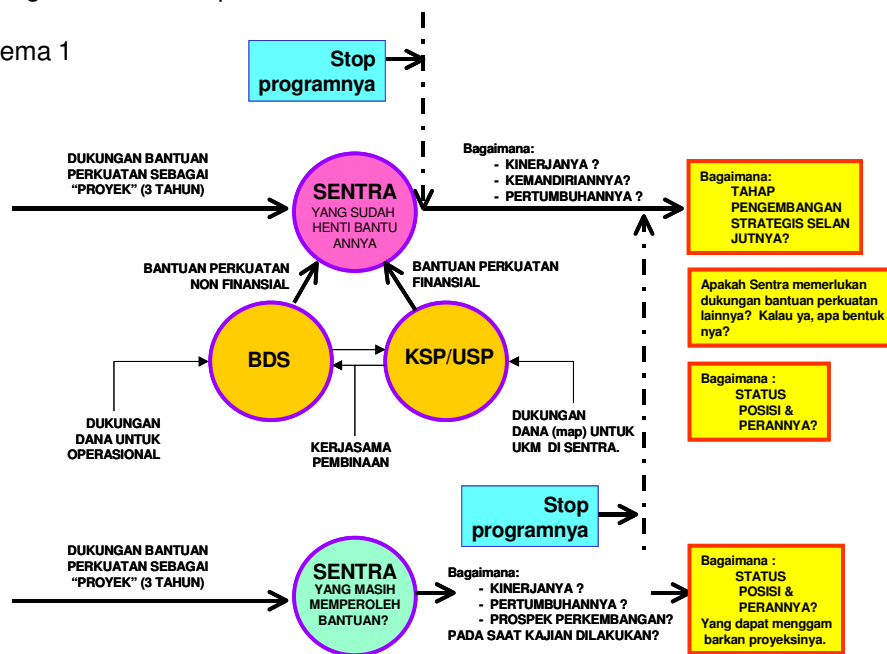 ema 1
Stop
programnya
DUKUNGAN BANTUAN
PERKUATAN SEBAGAI
“PROYEK” (3 TAHUN)
SENTRA
YANG SUDAH
HENTI BANTU
ANNYA
Bagaimana:
- KINERJANYA ?
- KEMANDIRIANNYA?
- PERTUMBUHANNYA ?
Bagaimana:
TAHAP
PENGEMBANGAN
STRATEGIS SELAN
JUTNYA?
BANTUAN PERKUATAN
NON FINANSIAL
BANTUAN PERKUATAN
FINANSIAL
Apakah Sentra memerlukan
dukungan bantuan perkuatan
lainnya? Kalau ya, apa bentuk
nya?
BDS
KSP/USP
Bagaimana :
STATUS
POSISI &
PERANNYA?
DUKUNGAN
DANA UNTUK
OPERASIONAL
KERJASAMA
PEMBINAAN
DUKUNGAN
DANA (map) UNTUK
UKM DI SENTRA.
Stop
programnya
DUKUNGAN BANTUAN
PERKUATAN SEBAGAI
“PROYEK” (3 TAHUN)
SENTRA
YANG MASIH
MEMPEROLEH
BANTUAN?
Bagaimana:
- KINERJANYA ?
- PERTUMBUHANNYA ?
- PROSPEK PERKEMBANGAN?
PADA SAAT KAJIAN DILAKUKAN?
Bagaimana :
STATUS
POSISI &
PERANNYA?
Yang dapat menggam
barkan proyeksinya.